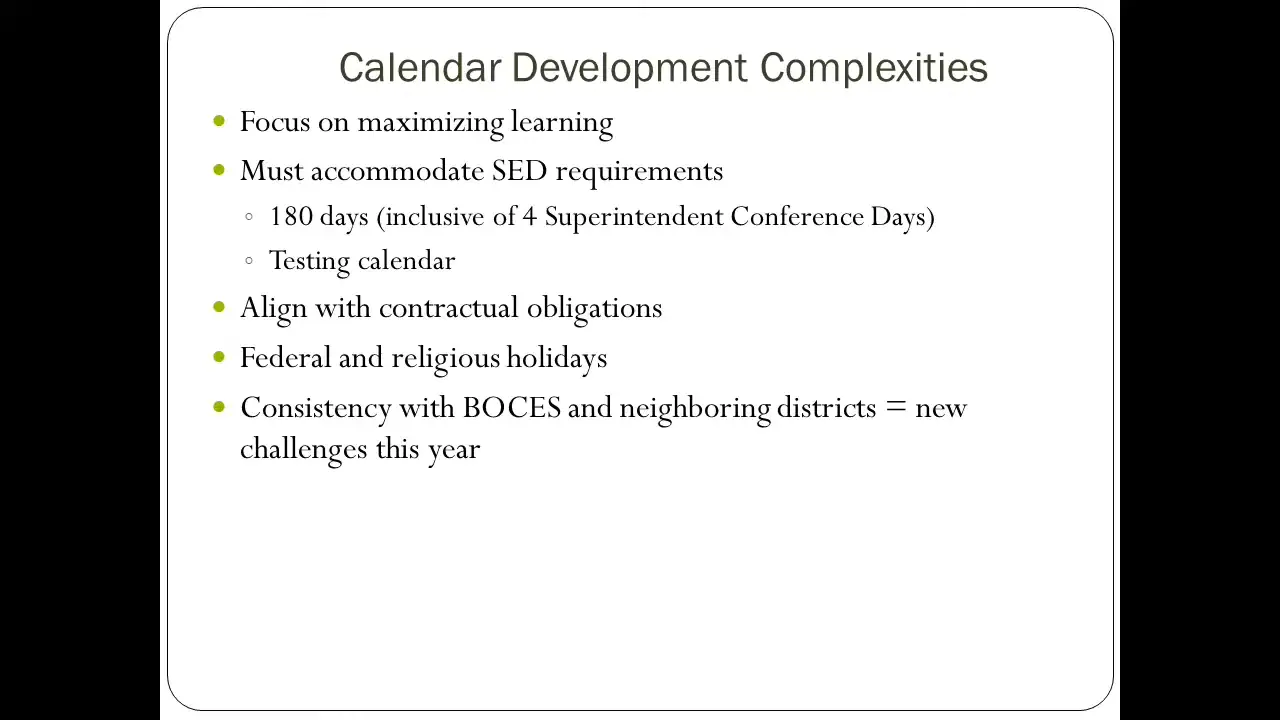 Calendar Development Complexities
• Focus on maximizing learning
• Must accommodate SED requirements
◦ 180 days (inclusive of 4 Superintendent Conference Days)
◦ Testing calendar
• Align with contractual obligations
• Federal and religious holidays
• Consistency with BOCES and neighboring districts = new
challenges this year